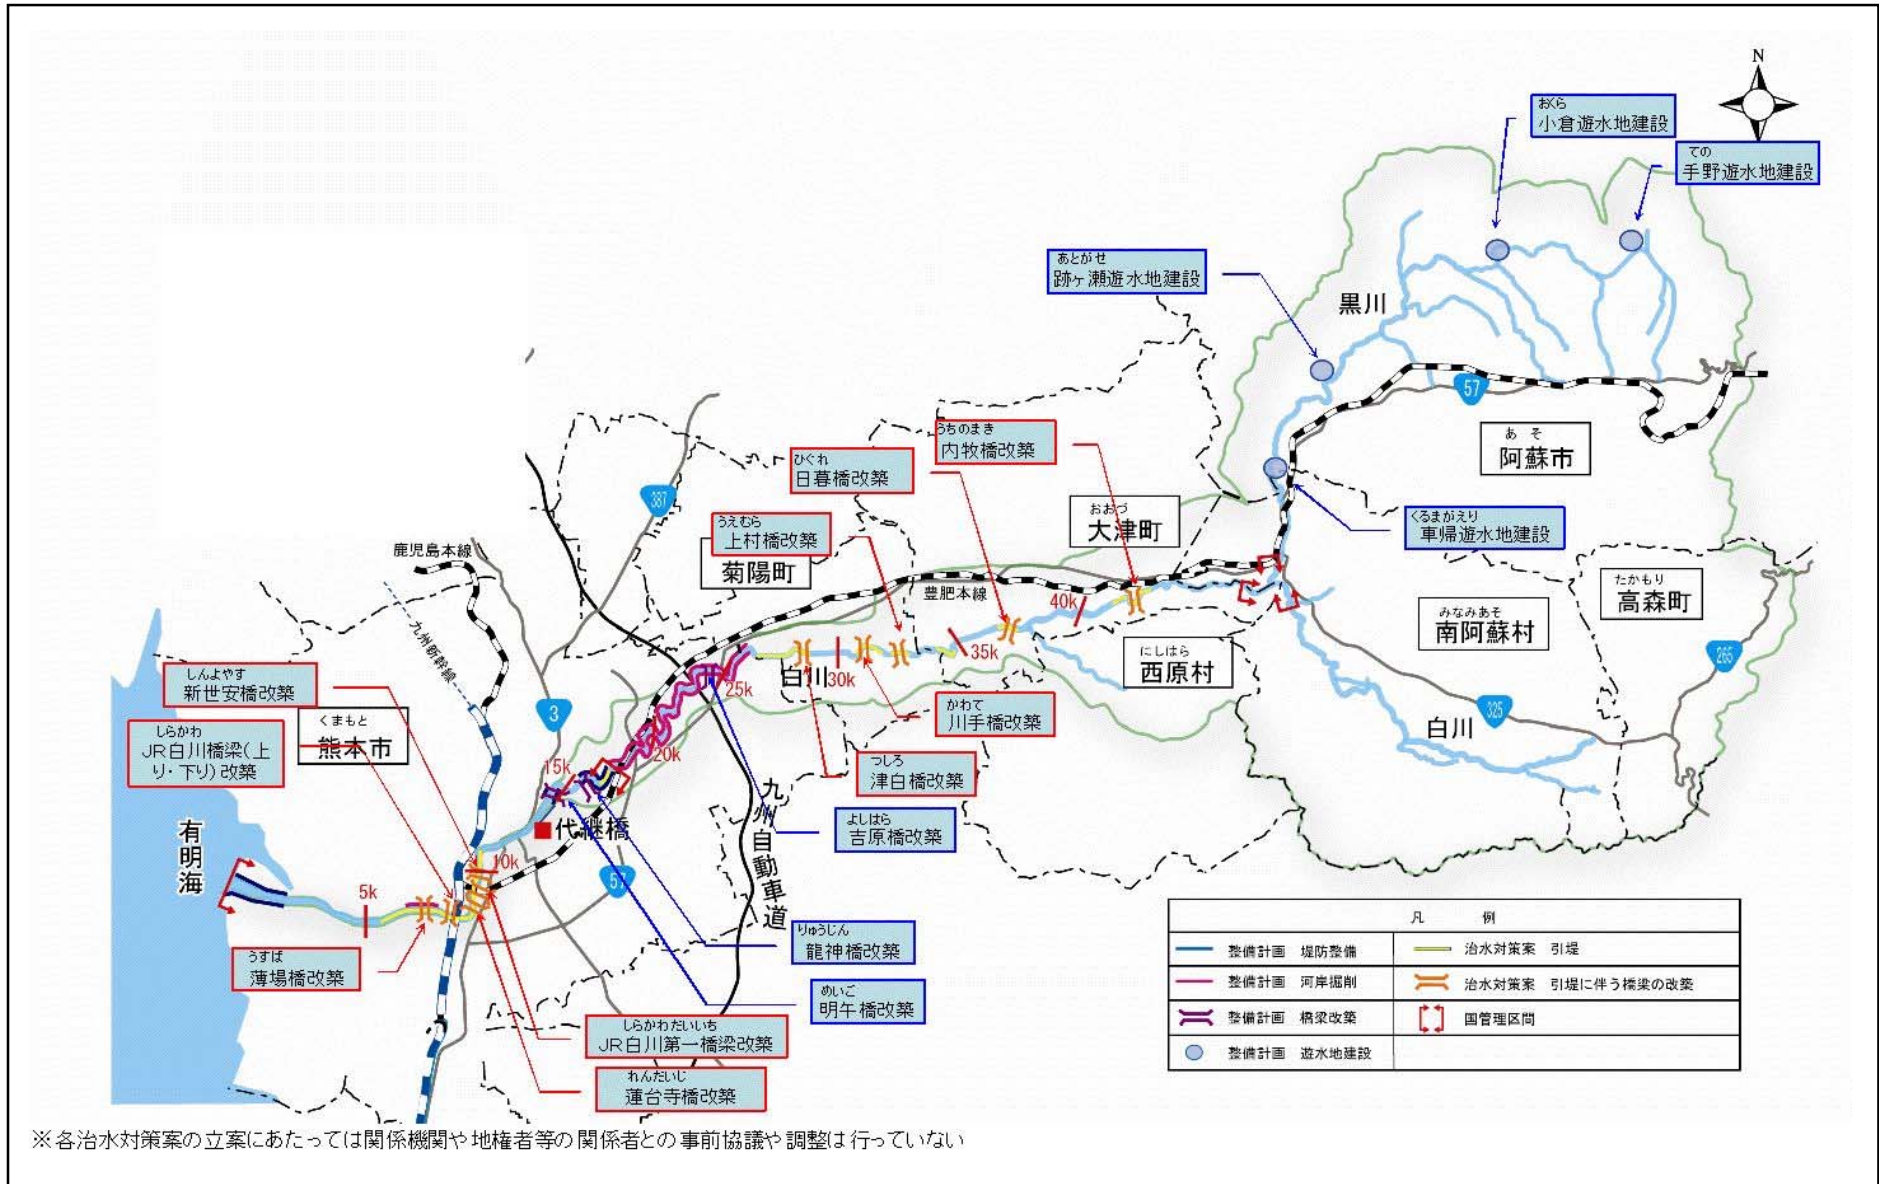 N
おくら
小倉遊水地建設
ての
手野遊水地建設
あとがせ
跡ヶ瀬遊水地建設
黒川
57
あ そ
阿蘇市
うちのまき
内牧橋改築
ひぐれ
日暮橋改築
387
おおづ
大津町
くるまがえり
車帰遊水地建設
うえむら
上村橋改築
菊陽町
鹿児島本線
豊肥本線
40k
たかもり
高森町
みなみあそ
南阿蘇村
九州新幹線
にしはら
西原村
35k
265
しんよやす
新世安橋改築
25k
白川
30k
かわて
川手橋改築
325
白川
3
くまもと
熊本市
しらかわ
JR白川橋梁(上
り・下り)改築
20k
15k
つしろ
津白橋改築
九州自動車道
有明海
代継橋
よしはら
吉原橋改築
10k
57
5k
りゅうじん
龍神橋改築
うすば
薄場橋改築
めいご
明午橋改築
しらかわだいいち
JR白川第一橋梁改築
れんだいじ
蓮台寺橋改築
凡 例
整備計画 堤防整備
治水対策案 引堤
整備計画 河岸掘削
治水対策案 引堤に伴う橋梁の改築
整備計画 橋梁改築
国管理区間
整備計画 遊水地建設
※各治水対策案の立案にあたっては関係機関や地権者等の関係者との事前協議や調整は行っていない